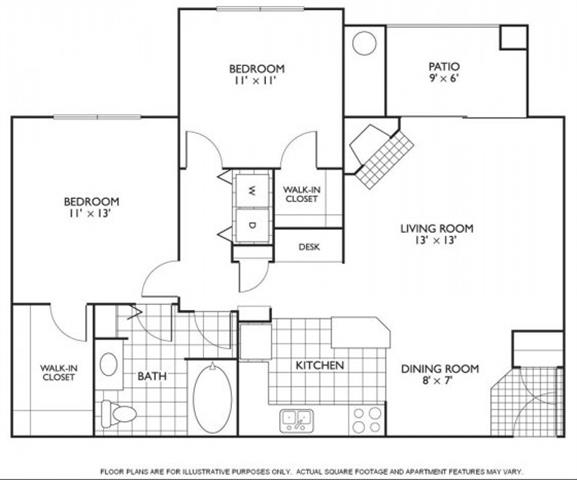 BEDROOM
11' × 11'
PATIO
9' × 6'
BEDROOM
11' × 13'
W
D
WALK-IN
CLOSET
DESK
LIVING ROOM
13' × 13'
WALK-IN
CLOSET
BATH
KITCHEN
DINING ROOM
8' × 7'
FLOOR PLANS ARE FOR ILLUSTRATIVE PURPOSES ONLY. ACTUAL SQUARE FOOTAGE AND APARTMENT FEATURES MAY VARY.